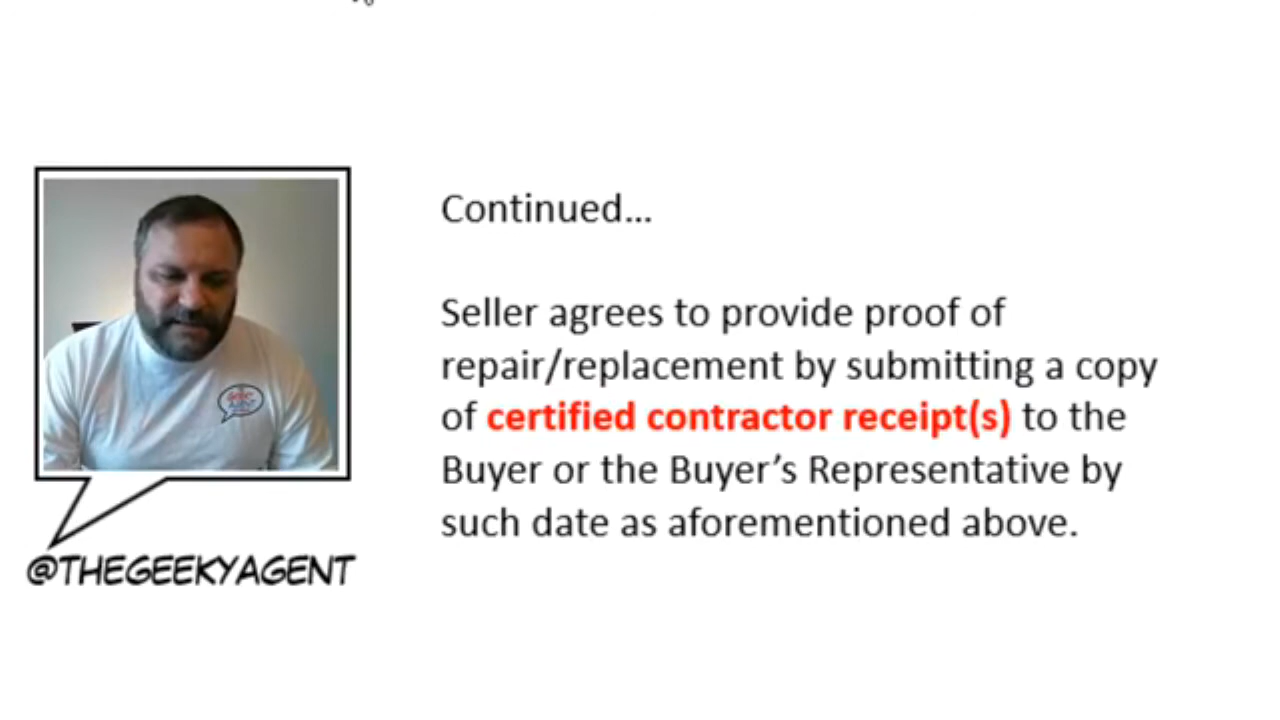 Continued...
Seller agrees to provide proof of
repair/replacement by submitting a copy
of certified contractor receipt(s) to the
Buyer or the Buyer's Representative by
such date as aforementioned above.
@THEGEEKYAGENT